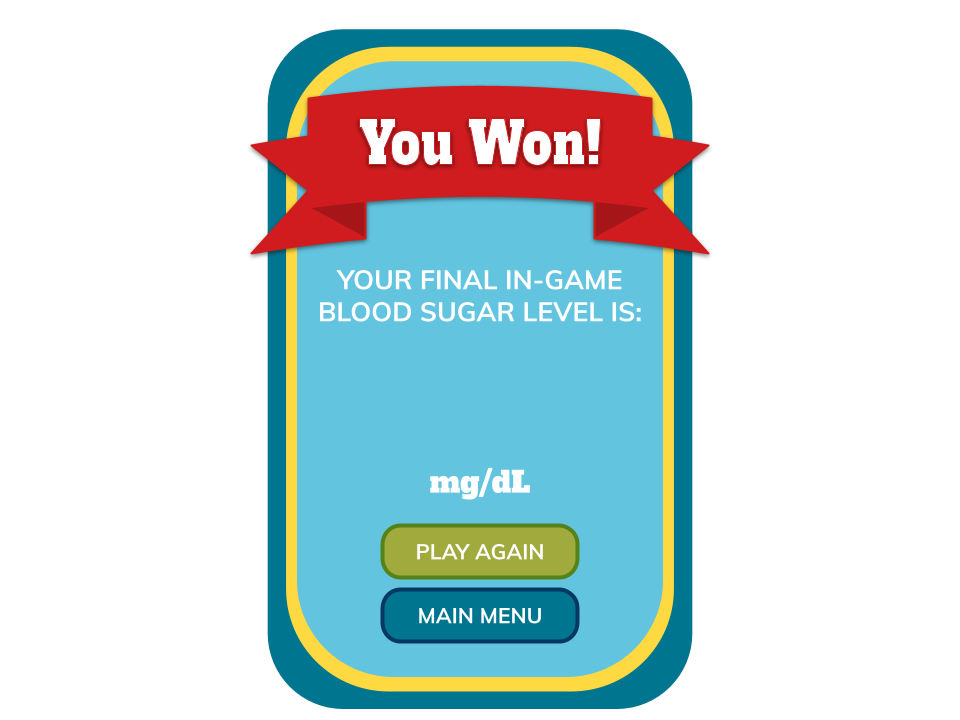 You Won!
YOUR FINAL IN-GAME
BLOOD SUGAR LEVEL IS:
mg/dL
PLAY AGAIN
MAIN MENU